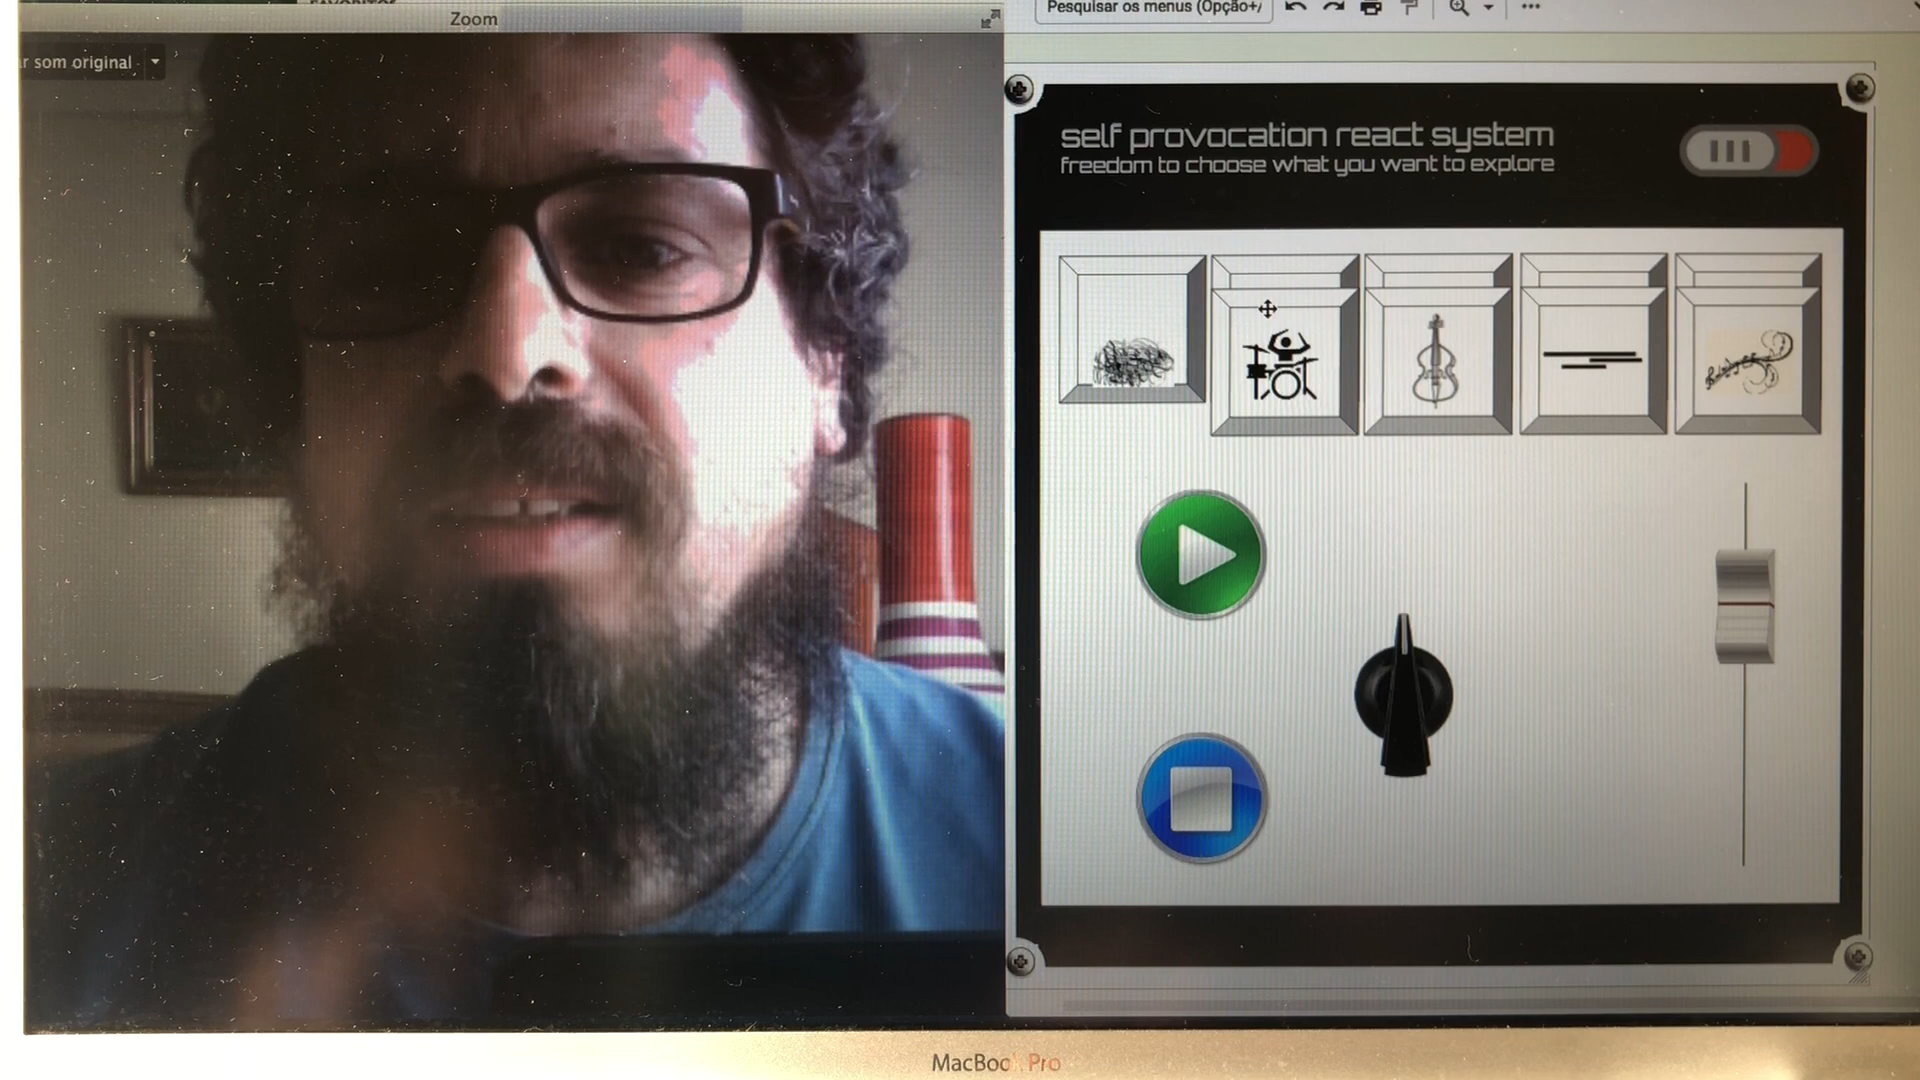 Zoom
r som original
Pesquisar os menus (Opção+/
self provocation react system
freedom to choose what you want to explore
MacBook Pro